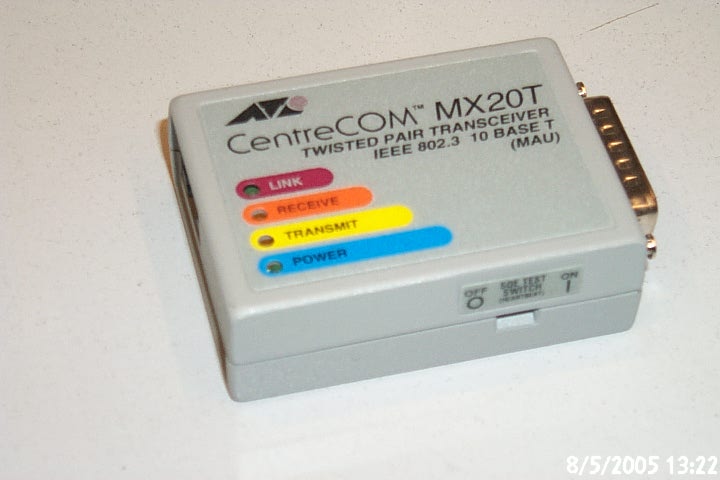 CentreCOM™ MX20T
TWISTED PAIR TRANSCEIVER
IEEE 802.3 10 BASE T
(MAU)
LINK
RECEIVE
TRANSMIT
POWER
OFF SQE TEST ON
O SWITCH I
(HEARTBEAT)
8/5/2005 13:22